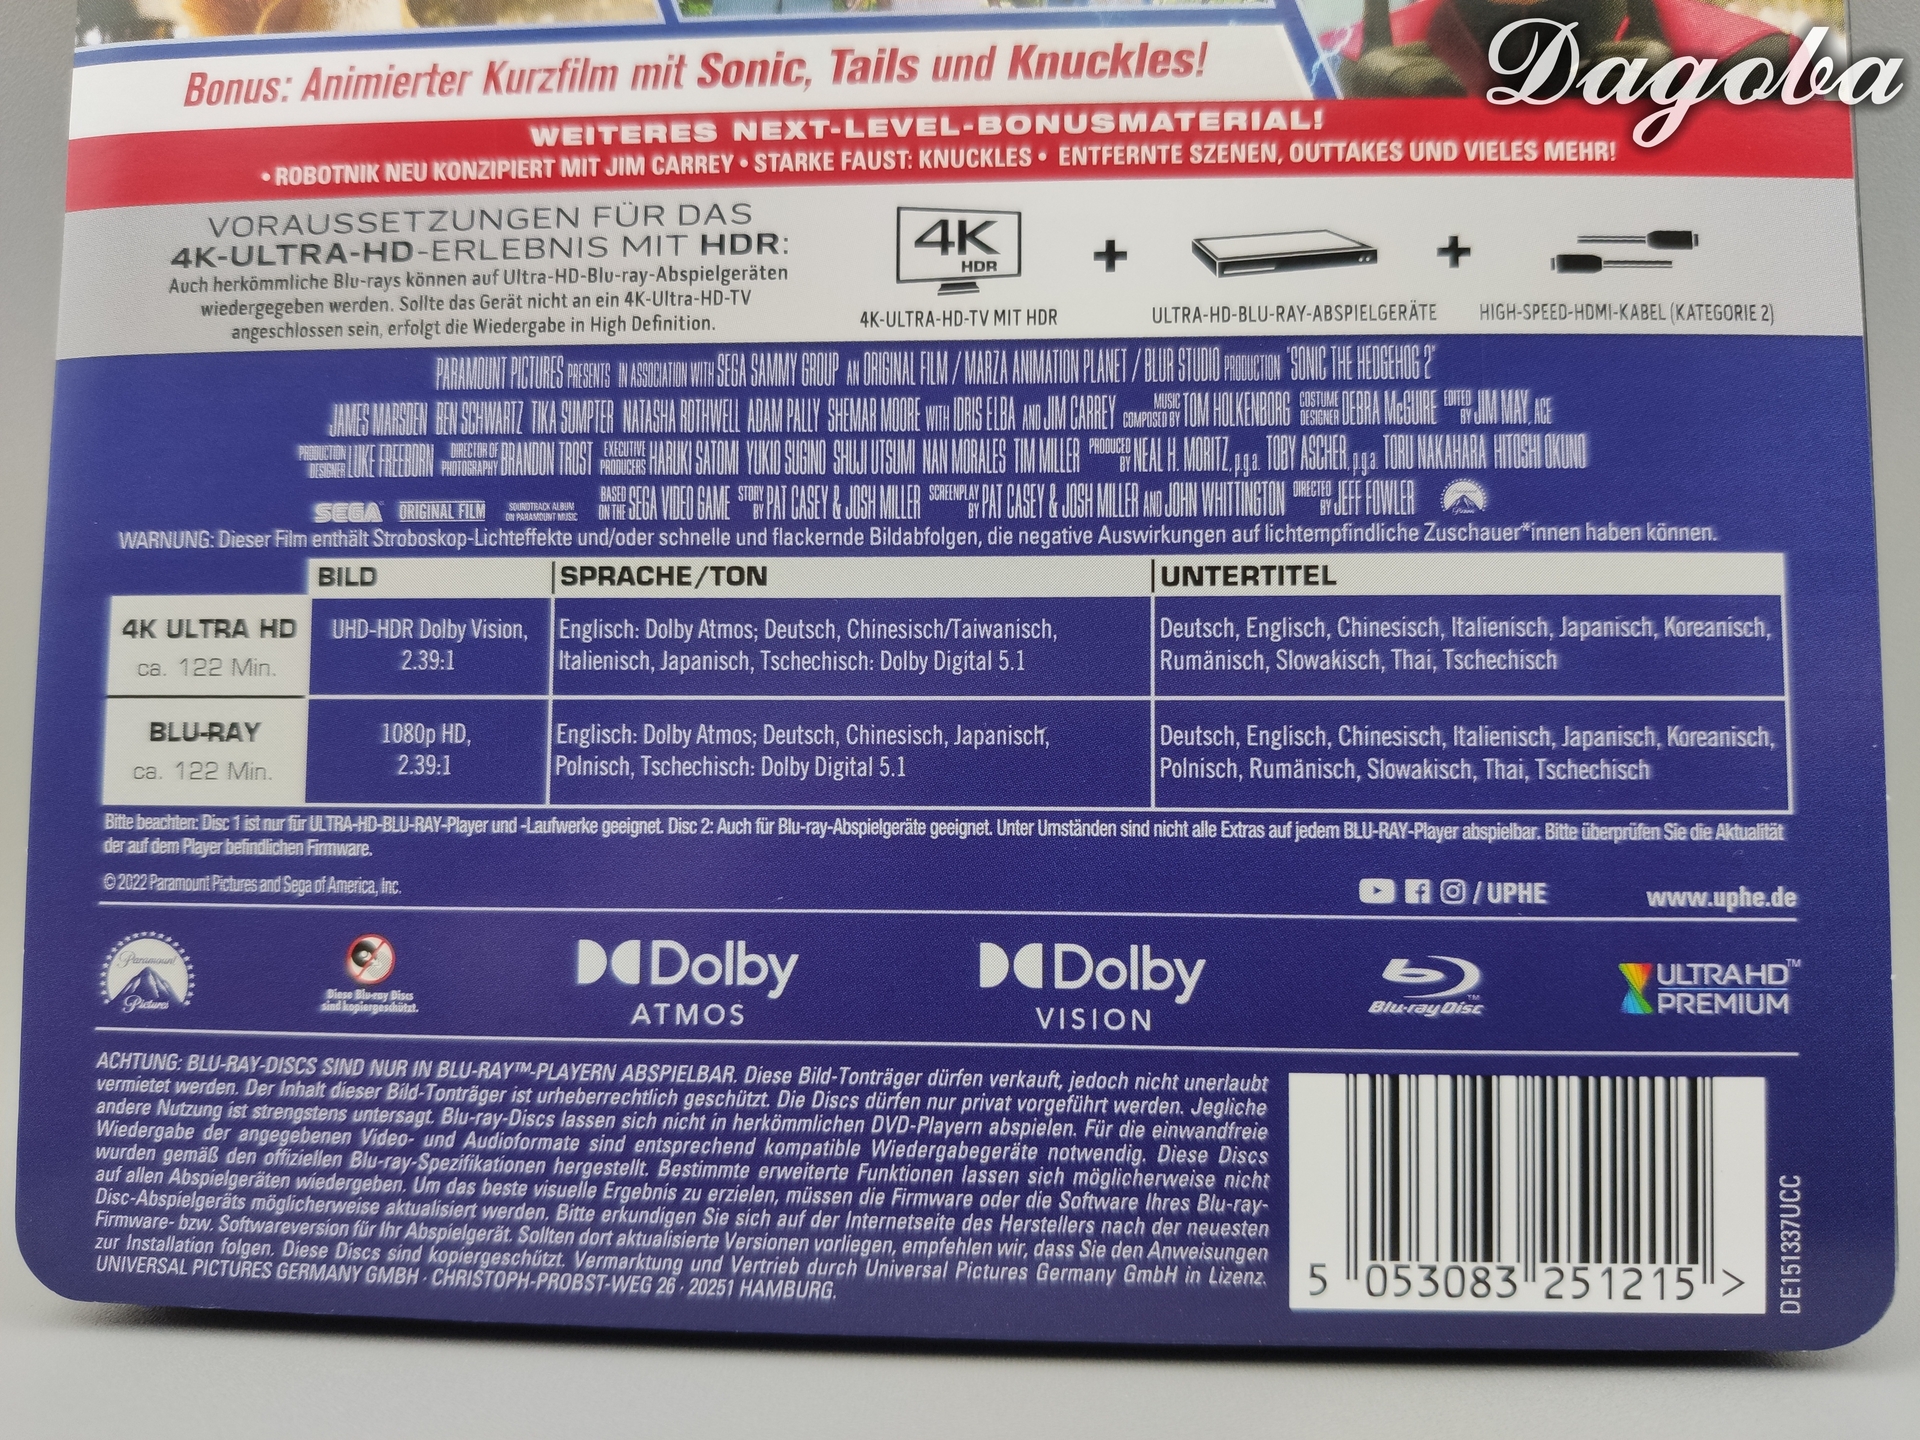 Dagoba
Bonus: Animierter Kurzfilm mit Sonic, Tails und Knuckles!
WEITERES NEXT-LEVEL-BONUSMATERIAL!
• ROBOTNIK NEU KONZIPIERT MIT JIM CARREY • STARKE FAUST: KNUCKLES • ENTFERNTE SZENEN, OUTTAKES UND VIELES MEHR!
VORAUSSETZUNGEN FÜR DAS
4K-ULTRA-HD-ERLEBNIS MIT HDR:
Auch herkömmliche Blu-rays können auf Ultra-HD-Blu-ray-Abspielgeräten
wiedergegeben werden. Sollte das Gerät nicht an ein 4K-Ultra-HD-TV
angeschlossen sein, erfolgt die Wiedergabe in High Definition.
4K
HDR
+
+
4K-ULTRA-HD-TV MIT HDR
ULTRA-HD-BLU-RAY-ABSPIELGERÄTE
HIGH-SPEED-HDMI-KABEL (KATEGORIE 2)
PARAMOUNT PICTURES PRESENTS IN ASSOCIATION WITH SEGA SAMMY GROUP AN ORIGINAL FILM / MARZA ANIMATION PLANET / BLUR STUDIO PRODUCTION "SONIC THE HEDGEHOG 2"
JAMES MARSDEN BEN SCHWARTZ TIKA SUMPTER NATASHA ROTHWELL ADAM PALLY SHEMAR MOORE WITH IDRIS ELBA AND JIM CARREY MUSIC COMPOSED BY TOM HOLKENBORG COSTUME DESIGNER DEBRA McGUIRE EDITED BY JIM MAY, ACE
PRODUCTION DESIGNER LUKE FREEBORN DIRECTOR OF PHOTOGRAPHY BRANDON TROST EXECUTIVE PRODUCERS HARUKI SATOMI YUKIO SUGINO SHUJI UTSUMI NAN MORALES TIM MILLER PRODUCED BY NEAL H. MORITZ, p.g.a. TOBY ASCHER, p.g.a. TORU NAKAHARA HITOSHI OKUNO
SEGA ORIGINAL FILM SOUNDTRACK ALBUM ON PARAMOUNT MUSIC BASED ON THE SEGA VIDEO GAME STORY BY PAT CASEY & JOSH MILLER SCREENPLAY BY PAT CASEY & JOSH MILLER AND JOHN WHITTINGTON DIRECTED BY JEFF FOWLER
WARNUNG: Dieser Film enthält Stroboskop-Lichteffekte und/oder schnelle und flackernde Bildabfolgen, die negative Auswirkungen auf lichtempfindliche Zuschauer*innen haben können.
BILD
SPRACHE/TON
UNTERTITEL
4K ULTRA HD
ca. 122 Min.
UHD-HDR Dolby Vision,
2.39:1
Englisch: Dolby Atmos; Deutsch, Chinesisch/Taiwanisch,
Italienisch, Japanisch, Tschechisch: Dolby Digital 5.1
Deutsch, Englisch, Chinesisch, Italienisch, Japanisch, Koreanisch,
Rumänisch, Slowakisch, Thai, Tschechisch
BLU-RAY
ca. 122 Min.
1080p HD,
2.39:1
Englisch: Dolby Atmos; Deutsch, Chinesisch, Japanisch,
Polnisch, Tschechisch: Dolby Digital 5.1
Deutsch, Englisch, Chinesisch, Italienisch, Japanisch, Koreanisch,
Polnisch, Rumänisch, Slowakisch, Thai, Tschechisch
Bitte beachten: Disc 1 ist nur für ULTRA-HD-BLU-RAY-Player und -Laufwerke geeignet. Disc 2: Auch für Blu-ray-Abspielgeräte geeignet. Unter Umständen sind nicht alle Extras auf jedem BLU-RAY-Player abspielbar. Bitte überprüfen Sie die Aktualität
der auf dem Player befindlichen Firmware.
© 2022 Paramount Pictures and Sega of America, Inc.
/ UPHE
www.uphe.de
Paramount
Pictures
Diese Blu-ray Discs
sind kopiergeschützt.
Dolby
ATMOS
Dolby
VISION
Blu-ray Disc™
ULTRA HD™
PREMIUM
ACHTUNG: BLU-RAY-DISCS SIND NUR IN BLU-RAY™-PLAYERN ABSPIELBAR. Diese Bild-Tonträger dürfen verkauft, jedoch nicht unerlaubt
vermietet werden. Der Inhalt dieser Bild-Tonträger ist urheberrechtlich geschützt. Die Discs dürfen nur privat vorgeführt werden. Jegliche
andere Nutzung ist strengstens untersagt. Blu-ray-Discs lassen sich nicht in herkömmlichen DVD-Playern abspielen. Für die einwandfreie
Wiedergabe der angegebenen Video- und Audioformate sind entsprechend kompatible Wiedergabegeräte notwendig. Diese Discs
wurden gemäß den offiziellen Blu-ray-Spezifikationen hergestellt. Bestimmte erweiterte Funktionen lassen sich möglicherweise nicht
auf allen Abspielgeräten wiedergeben. Um das beste visuelle Ergebnis zu erzielen, müssen die Firmware oder die Software Ihres Blu-ray-
Disc-Abspielgeräts möglicherweise aktualisiert werden. Bitte erkundigen Sie sich auf der Internetseite des Herstellers nach der neuesten
Firmware- bzw. Softwareversion für Ihr Abspielgerät. Sollten dort aktualisierte Versionen vorliegen, empfehlen wir, dass Sie den Anweisungen
zur Installation folgen. Diese Discs sind kopiergeschützt. Vermarktung und Vertrieb durch Universal Pictures Germany GmbH in Lizenz.
UNIVERSAL PICTURES GERMANY GMBH · CHRISTOPH-PROBST-WEG 26 · 20251 HAMBURG.
5 053083 251215 >
DE151337UCC